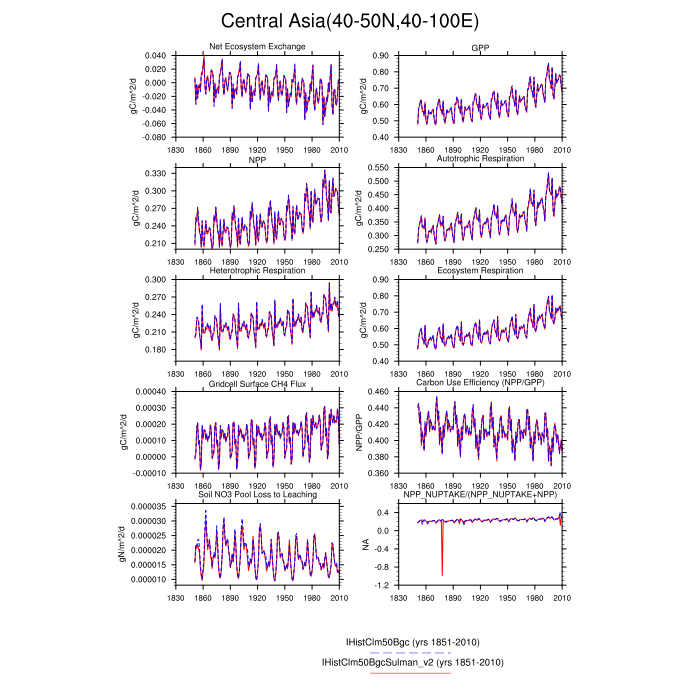 Central Asia(40-50N,40-100E)
Net Ecosystem Exchange
GPP
gC/m^2/d
0.040
0.020
0.000
-0.020
-0.040
-0.060
-0.080
1830 1860 1890 1920 1950 1980 2010
gC/m^2/d
0.90
0.80
0.70
0.60
0.50
0.40
1830 1860 1890 1920 1950 1980 2010
NPP
Autotrophic Respiration
gC/m^2/d
0.330
0.300
0.270
0.240
0.210
1830 1860 1890 1920 1950 1980 2010
gC/m^2/d
0.550
0.500
0.450
0.400
0.350
0.300
0.250
1830 1860 1890 1920 1950 1980 2010
Heterotrophic Respiration
Ecosystem Respiration
gC/m^2/d
0.300
0.270
0.240
0.210
0.180
1830 1860 1890 1920 1950 1980 2010
gC/m^2/d
0.90
0.80
0.70
0.60
0.50
0.40
1830 1860 1890 1920 1950 1980 2010
Gridcell Surface CH4 Flux
Carbon Use Efficiency (NPP/GPP)
gC/m^2/d
0.00040
0.00030
0.00020
0.00010
0.00000
-0.00010
1830 1860 1890 1920 1950 1980 2010
NPP/GPP
0.460
0.440
0.420
0.400
0.380
0.360
1830 1860 1890 1920 1950 1980 2010
Soil NO3 Pool Loss to Leaching
NPP_NUPTAKE/(NPP_NUPTAKE+NPP)
gN/m^2/d
0.000035
0.000030
0.000025
0.000020
0.000015
0.000010
1830 1860 1890 1920 1950 1980 2010
NA
0.4
0.0
-0.4
-0.8
-1.2
1830 1860 1890 1920 1950 1980 2010
IHistClm50Bgc (yrs 1851-2010)
IHistClm50BgcSulman_v2 (yrs 1851-2010)